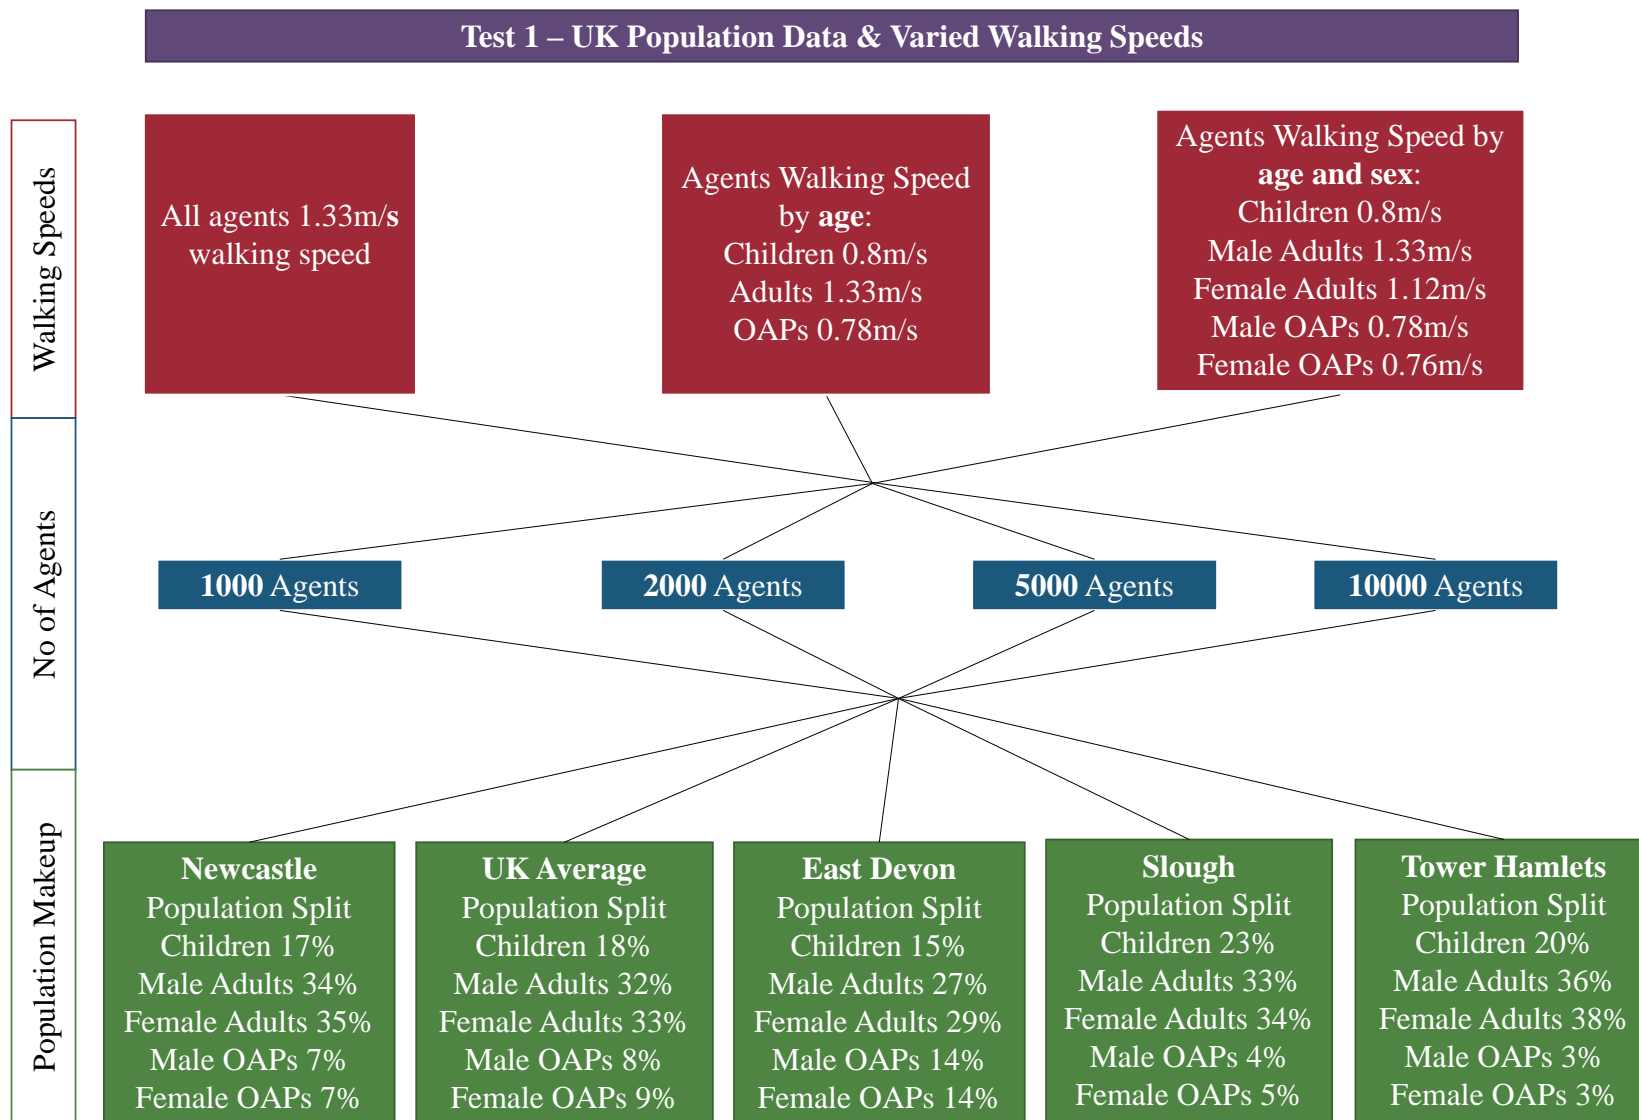 Test 1 – UK Population Data & Varied Walking Speeds
Walking Speeds
All agents 1.33m/s
walking speed
Agents Walking Speed
by age:
Children 0.8m/s
Adults 1.33m/s
OAPs 0.78m/s
Agents Walking Speed by
age and sex:
Children 0.8m/s
Male Adults 1.33m/s
Female Adults 1.12m/s
Male OAPs 0.78m/s
Female OAPs 0.76m/s
No of Agents
1000 Agents
2000 Agents
5000 Agents
10000 Agents
Population Makeup
Newcastle
Population Split
Children 17%
Male Adults 34%
Female Adults 35%
Male OAPs 7%
Female OAPs 7%
UK Average
Population Split
Children 18%
Male Adults 32%
Female Adults 33%
Male OAPs 8%
Female OAPs 9%
East Devon
Population Split
Children 15%
Male Adults 27%
Female Adults 29%
Male OAPs 14%
Female OAPs 14%
Slough
Population Split
Children 23%
Male Adults 33%
Female Adults 34%
Male OAPs 4%
Female OAPs 5%
Tower Hamlets
Population Split
Children 20%
Male Adults 36%
Female Adults 38%
Male OAPs 3%
Female OAPs 3%